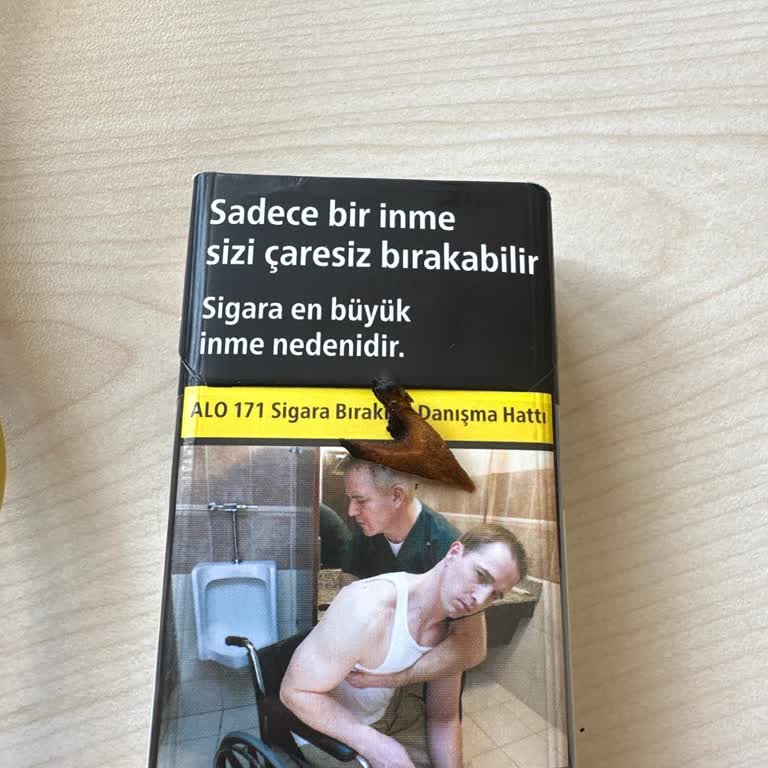 Sadece bir inme
sizi çaresiz bırakabilir
Sigara en büyük
inme nedenidir.
ALO 171 Sigara Danışma Hattı